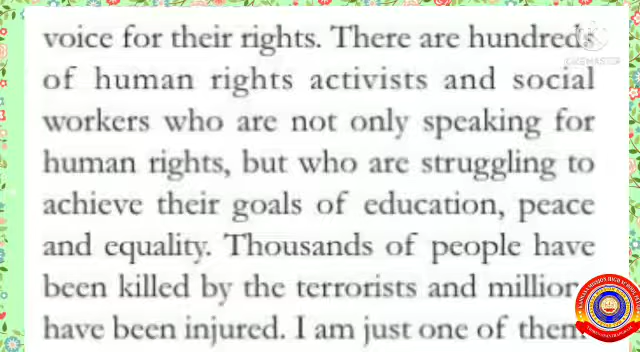 voice for their rights. There are hundreds
of human rights activists and social
workers who are not only speaking for
human rights, but who are struggling to
achieve their goals of education, peace
and equality. Thousands of people have
been killed by the terrorists and million
have been injured. I am just one of them